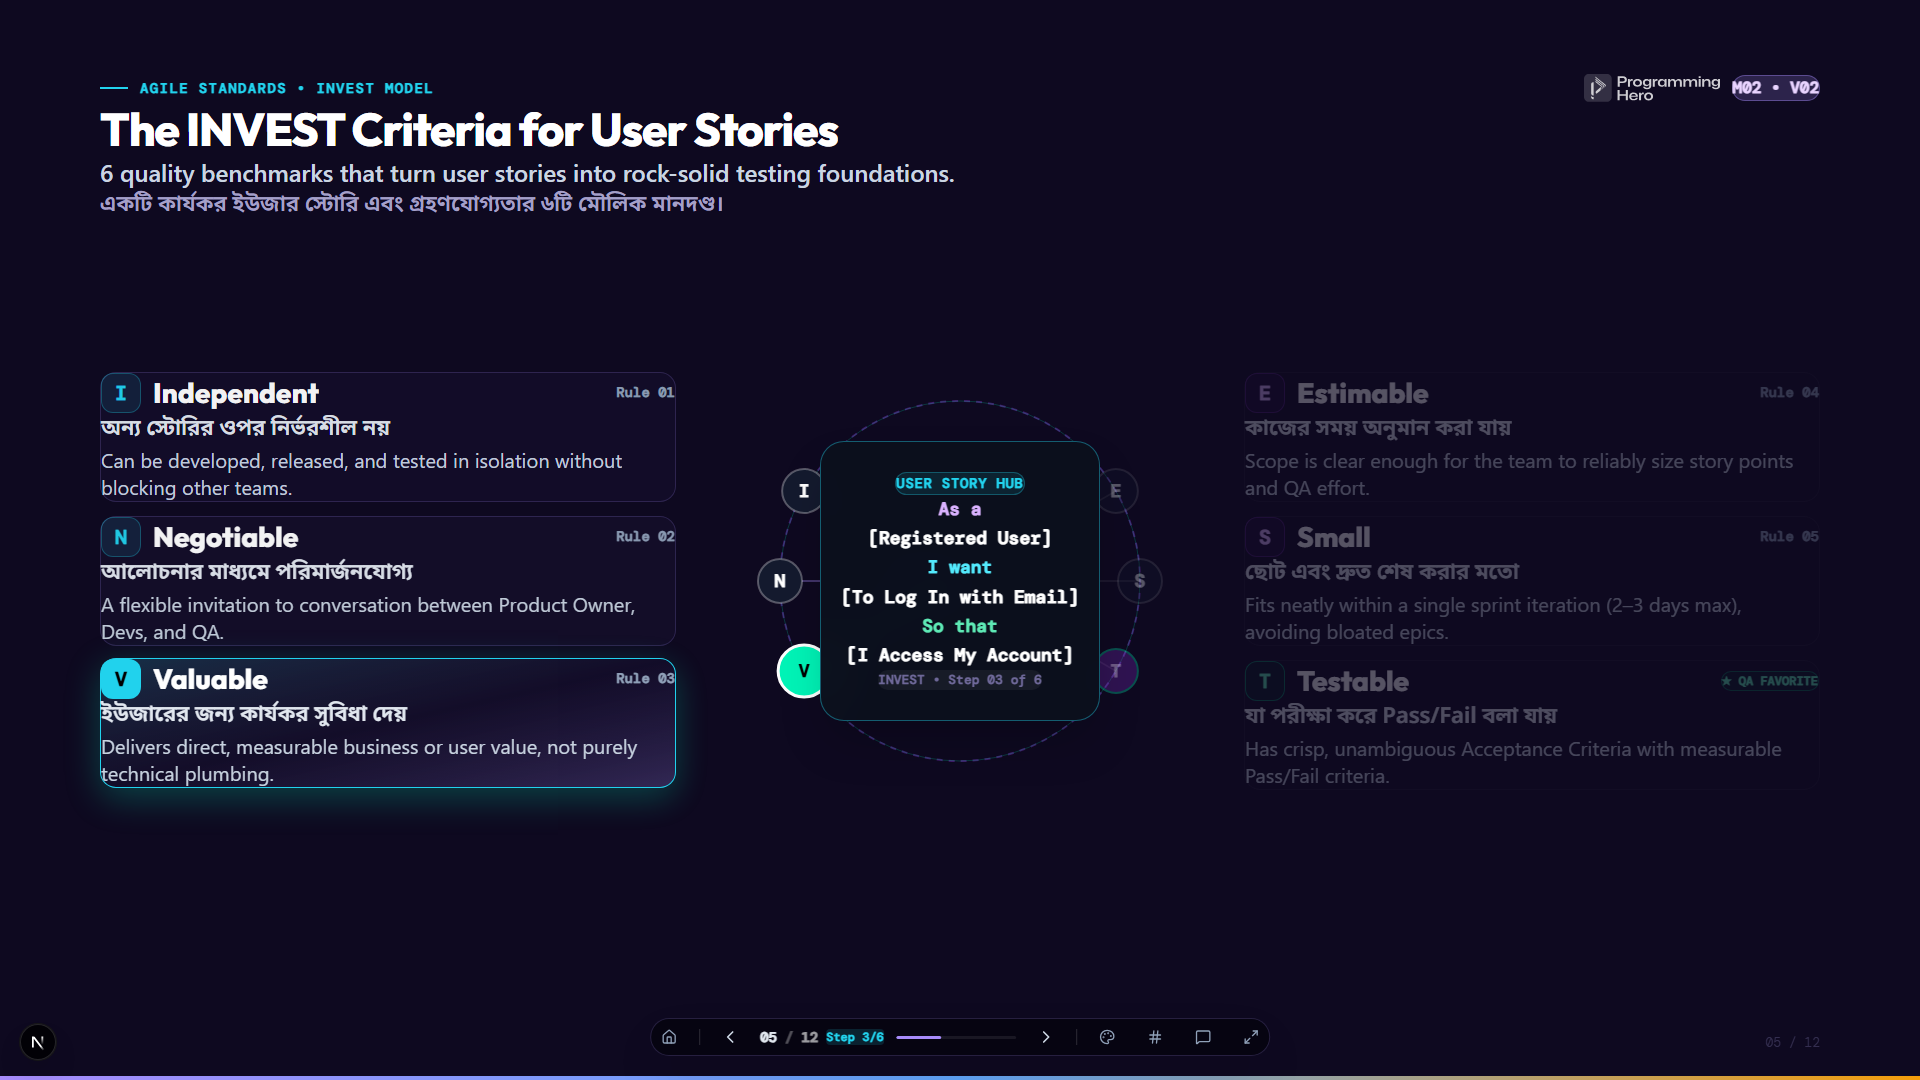 AGILE STANDARDS • INVEST MODEL
The INVEST Criteria for User Stories
6 quality benchmarks that turn user stories into rock-solid testing foundations.
একটি কার্যকর ইউজার স্টোরি এবং গ্রহণযোগ্যতার ৬টি মৌলিক মানদণ্ড।
Programming
Hero
M02 • V02
I Independent Rule 01
অন্য স্টোরির ওপর নির্ভরশীল নয়
Can be developed, released, and tested in isolation without
blocking other teams.
N Negotiable Rule 02
আলোচনার মাধ্যমে পরিমার্জনযোগ্য
A flexible invitation to conversation between Product Owner,
Devs, and QA.
V Valuable Rule 03
ইউজারের জন্য কার্যকর সুবিধা দেয়
Delivers direct, measurable business or user value, not purely
technical plumbing.
I
N
V
USER STORY HUB
As a
[Registered User]
I want
[To Log In with Email]
So that
[I Access My Account]
INVEST • Step 03 of 6
E
S
T
E Estimable Rule 04
কাজের সময় অনুমান করা যায়
Scope is clear enough for the team to reliably size story points
and QA effort.
S Small Rule 05
ছোট এবং দ্রুত শেষ করার মতো
Fits neatly within a single sprint iteration (2–3 days max),
avoiding bloated epics.
T Testable ★ QA FAVORITE
যা পরীক্ষা করে Pass/Fail বলা যায়
Has crisp, unambiguous Acceptance Criteria with measurable
Pass/Fail criteria.
N
05 / 12 Step 3/6
05 / 12